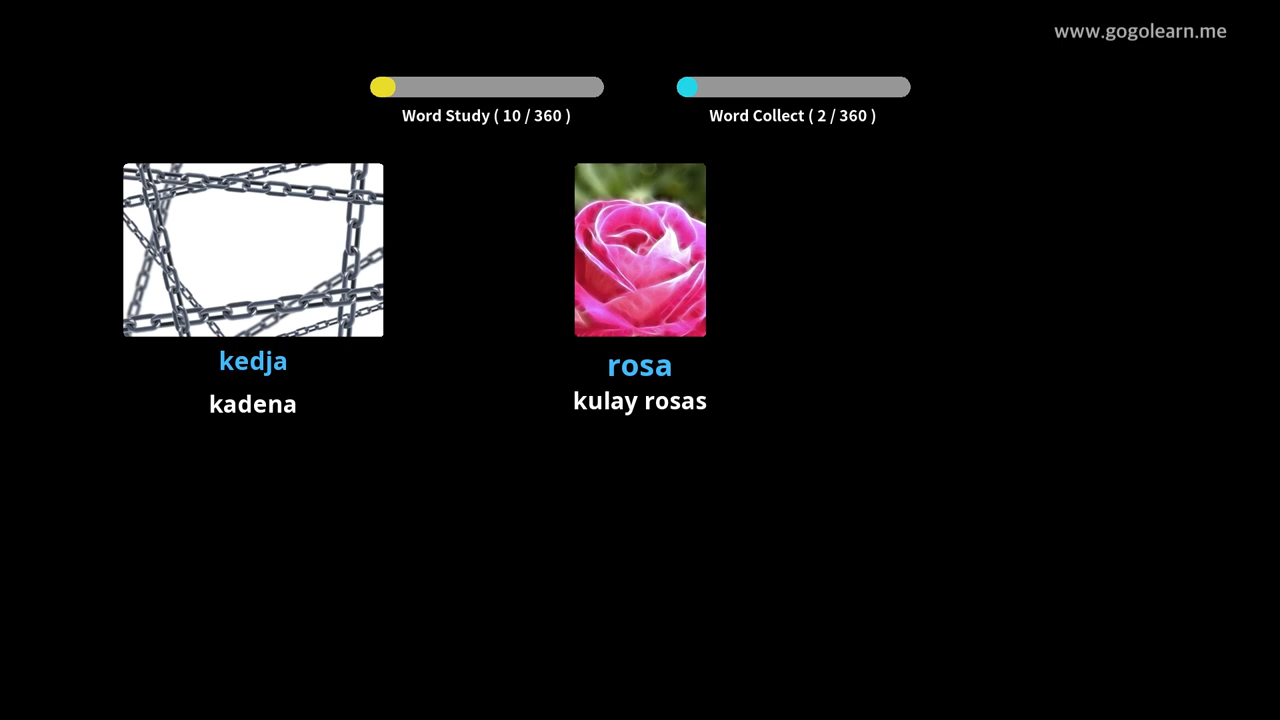 www.gogolearn.me
Word Study ( 10 / 360 )
Word Collect ( 2 / 360 )
kedja
kadena
rosa
kulay rosas